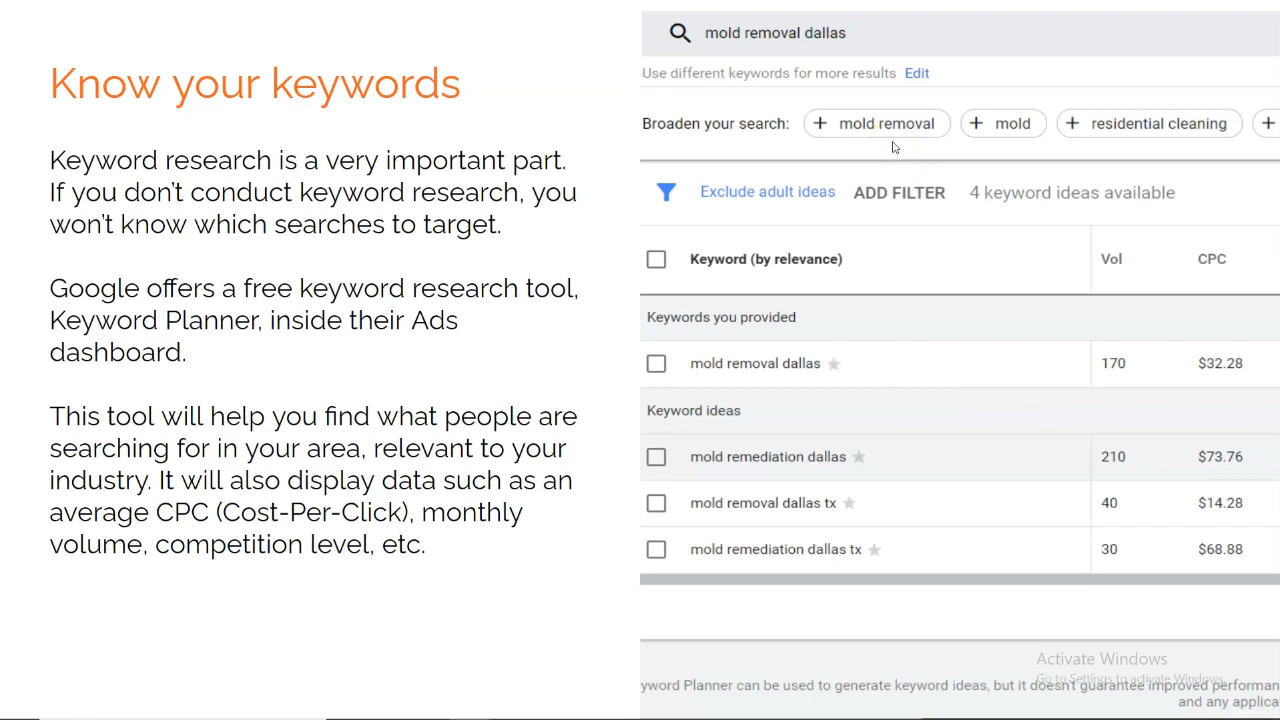 Know your keywords
Keyword research is a very important part.
If you don't conduct keyword research, you
won't know which searches to target.
Google offers a free keyword research tool,
Keyword Planner, inside their Ads
dashboard.
This tool will help you find what people are
searching for in your area, relevant to your
industry. It will also display data such as an
average CPC (Cost-Per-Click), monthly
volume, competition level, etc.
mold removal dallas
Use different keywords for more results Edit
Broaden your search: + mold removal + mold + residential cleaning +
Exclude adult ideas ADD FILTER 4 keyword ideas available
Keyword (by relevance) Vol CPC
Keywords you provided
mold removal dallas 170 $32.28
Keyword ideas
mold remediation dallas 210 $73.76
mold removal dallas tx 40 $14.28
mold remediation dallas tx 30 $68.88
Activate Windows
Go to Settings to activate Windows.
yword Planner can be used to generate keyword ideas, but it doesn't guarantee improved performan
and any applica